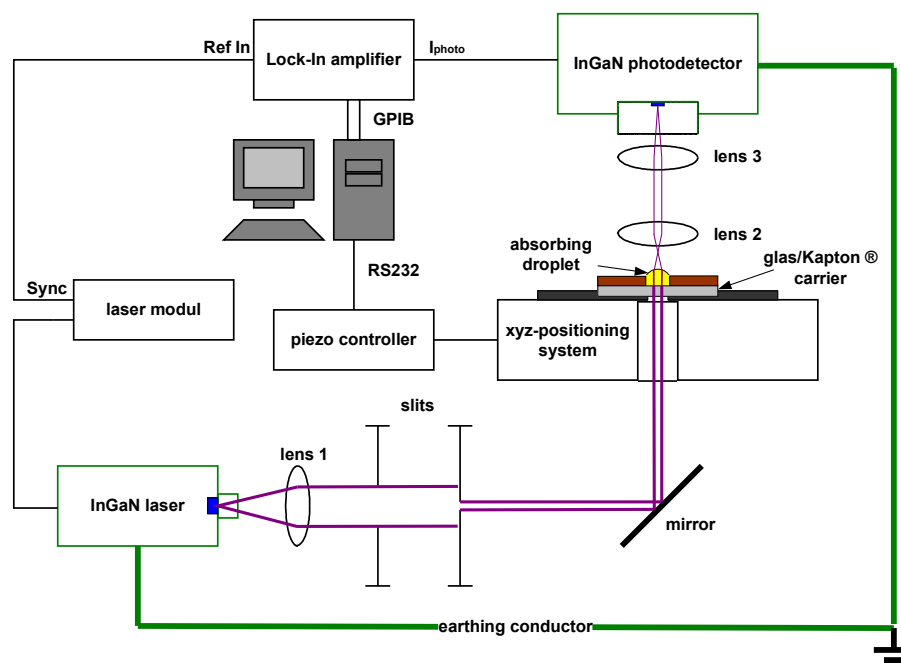 Ref In
Lock-In amplifier
Iphoto
InGaN photodetector
GPIB
lens 3
lens 2
absorbing
droplet
glas/Kapton ®
carrier
RS232
Sync
laser modul
piezo controller
xyz-positioning
system
slits
lens 1
InGaN laser
mirror
earthing conductor